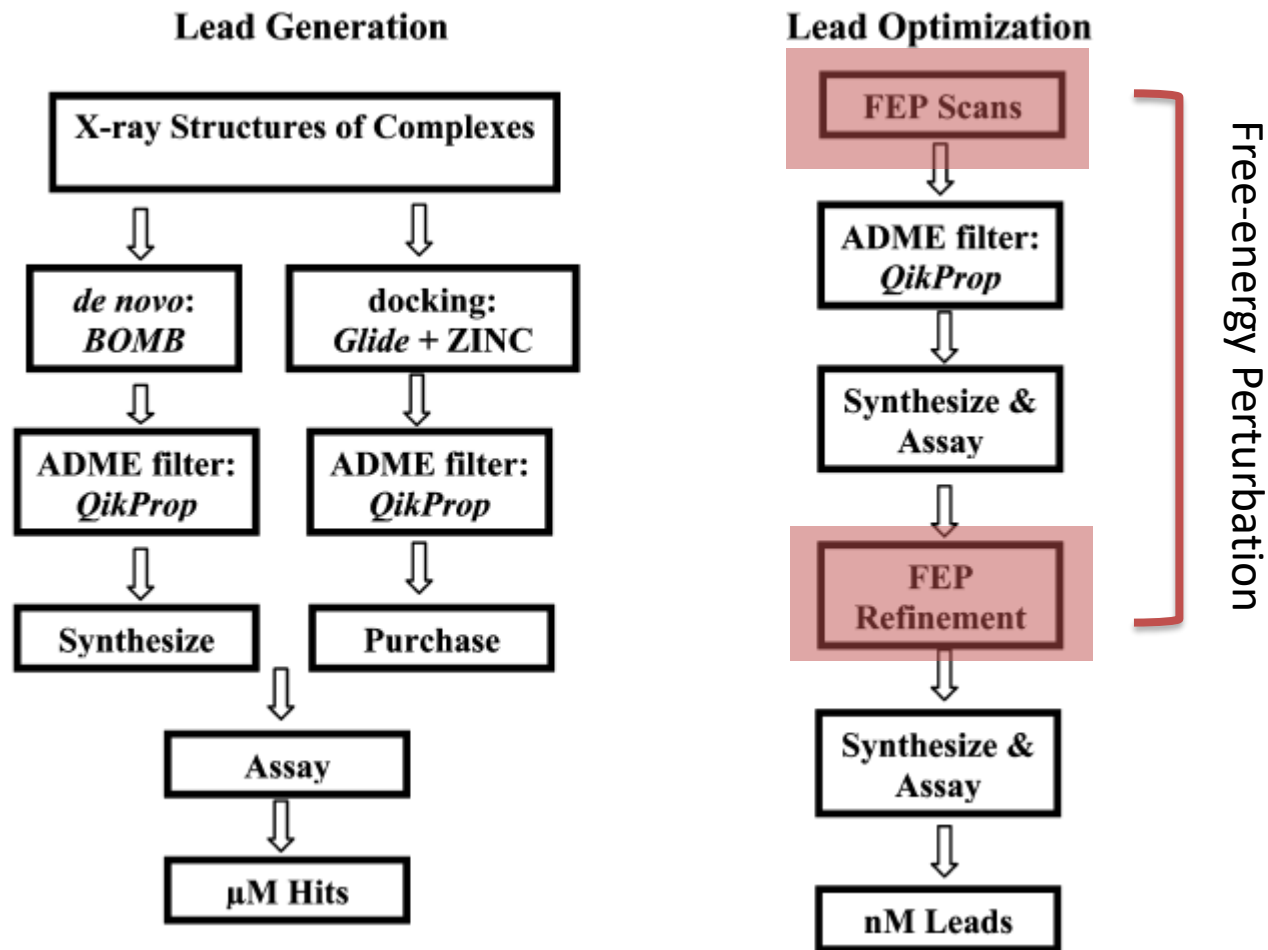 Lead Generation
X-ray Structures of Complexes
de novo:
BOMB
docking:
Glide + ZINC
ADME filter:
QikProp
ADME filter:
QikProp
Synthesize
Purchase
Assay
µM Hits
Lead Optimization
FEP Scans
ADME filter:
QikProp
Synthesize &
Assay
FEP
Refinement
Synthesize &
Assay
nM Leads
Free-energy Perturbation